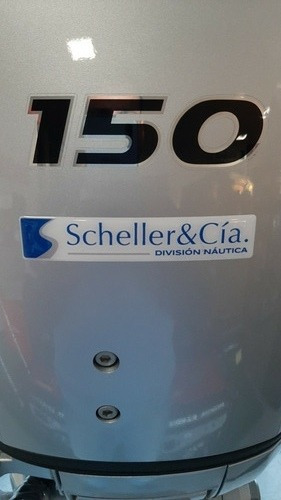 150
Scheller&Cía.
DIVISIÓN NÁUTICA